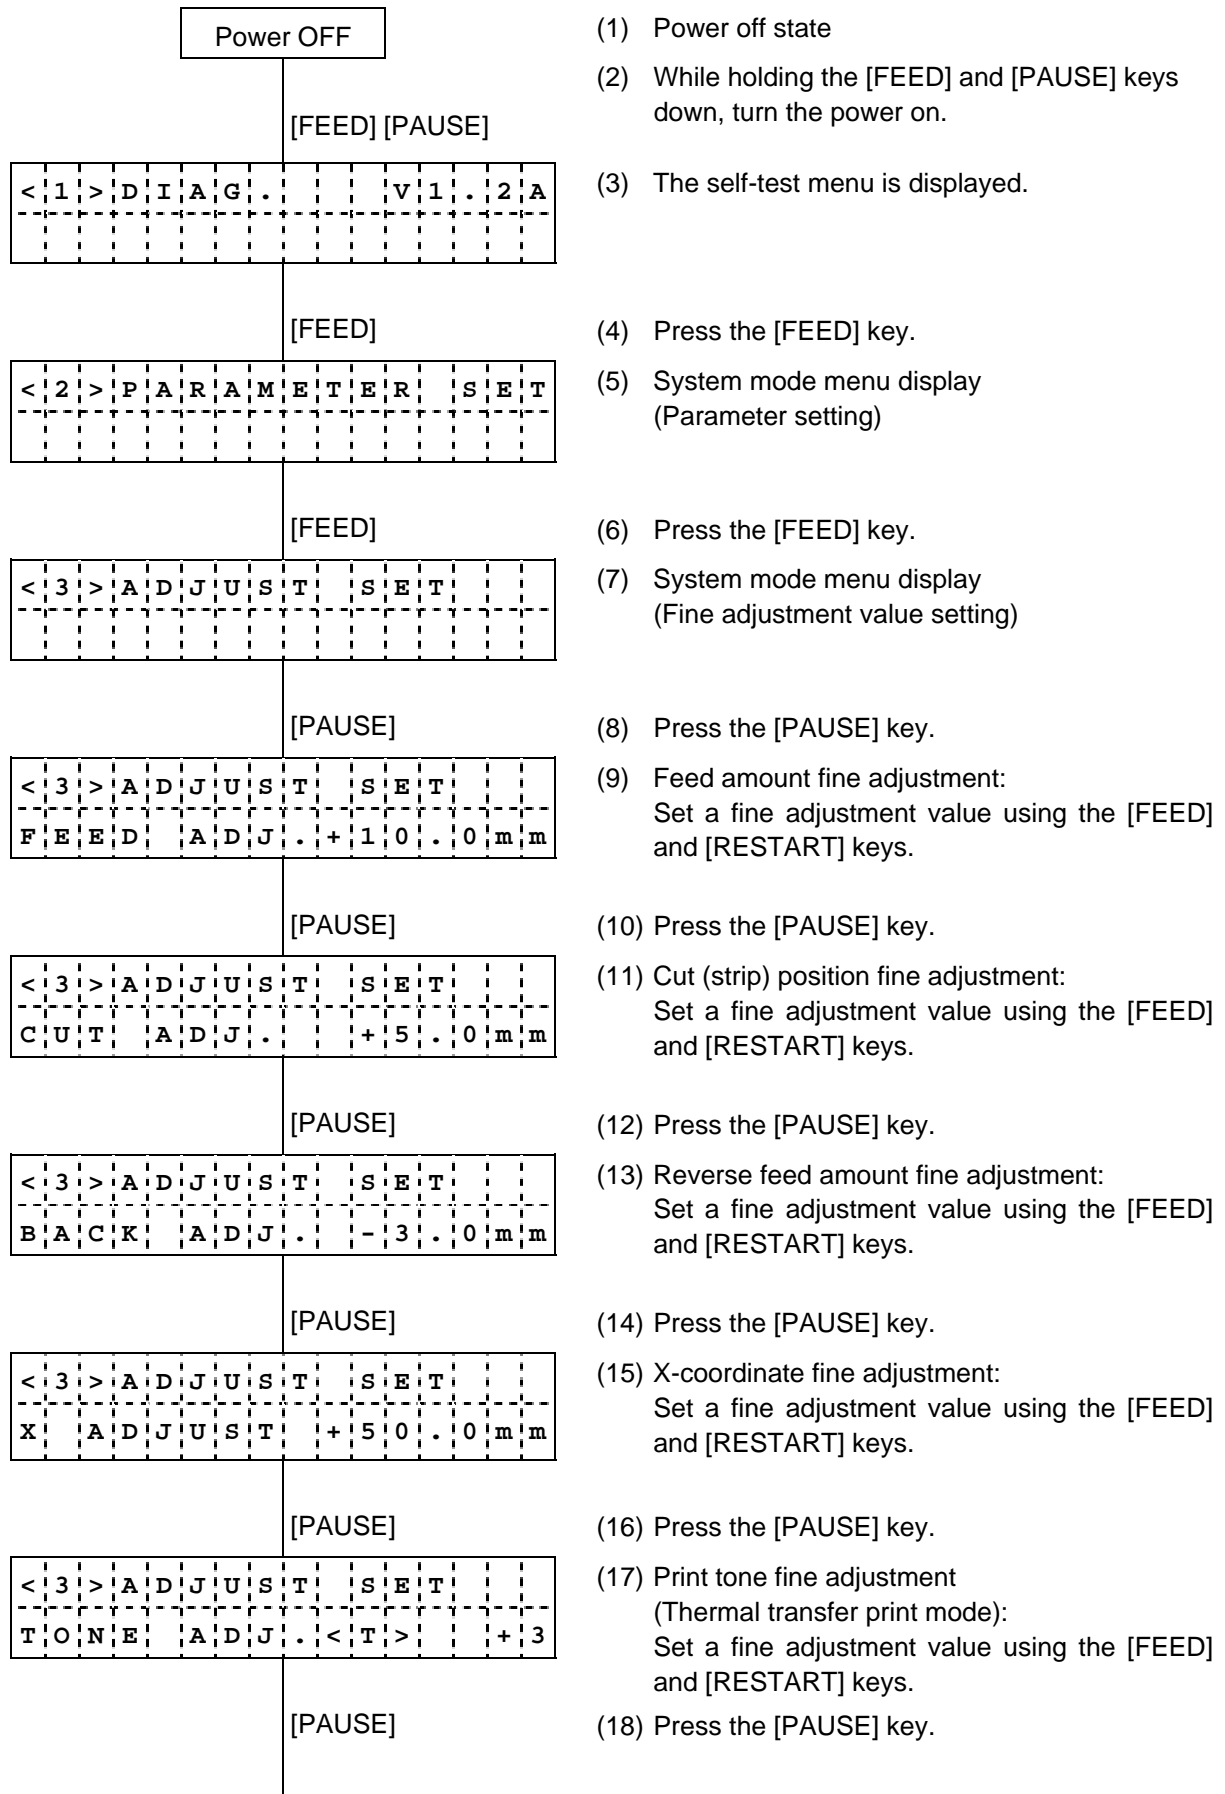 Power OFF
(1) Power off state
(2) While holding the [FEED] and [PAUSE] keys
down, turn the power on.
[FEED] [PAUSE]
<1>DIAG.   V1.2A
(3) The self-test menu is displayed.
[FEED]
(4) Press the [FEED] key.
<2>PARAMETER SET
(5) System mode menu display
(Parameter setting)
[FEED]
(6) Press the [FEED] key.
<3>ADJUST SET
(7) System mode menu display
(Fine adjustment value setting)
[PAUSE]
(8) Press the [PAUSE] key.
<3>ADJUST SET
FEED ADJ.+10.0mm
(9) Feed amount fine adjustment:
Set a fine adjustment value using the [FEED]
and [RESTART] keys.
[PAUSE]
(10) Press the [PAUSE] key.
<3>ADJUST SET
CUT ADJ.  +5.0mm
(11) Cut (strip) position fine adjustment:
Set a fine adjustment value using the [FEED]
and [RESTART] keys.
[PAUSE]
(12) Press the [PAUSE] key.
<3>ADJUST SET
BACK ADJ. -3.0mm
(13) Reverse feed amount fine adjustment:
Set a fine adjustment value using the [FEED]
and [RESTART] keys.
[PAUSE]
(14) Press the [PAUSE] key.
<3>ADJUST SET
X ADJUST +50.0mm
(15) X-coordinate fine adjustment:
Set a fine adjustment value using the [FEED]
and [RESTART] keys.
[PAUSE]
(16) Press the [PAUSE] key.
<3>ADJUST SET
TONE ADJ.<T>  +3
(17) Print tone fine adjustment
(Thermal transfer print mode):
Set a fine adjustment value using the [FEED]
and [RESTART] keys.
[PAUSE]
(18) Press the [PAUSE] key.